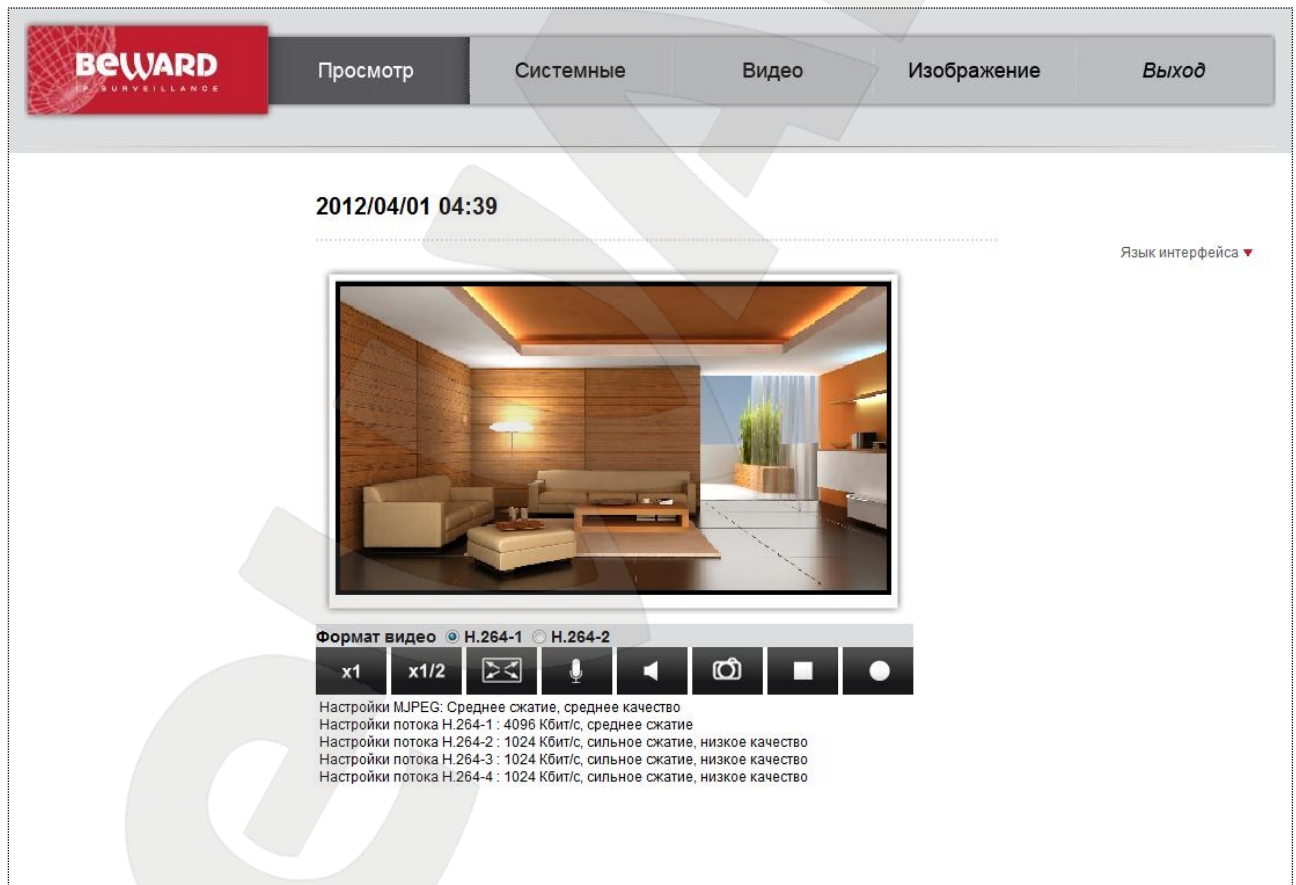 BEWARD
IP SURVEILLANCE
Просмотр
Системные
Видео
Изображение
Выход
2012/04/01 04:39
Язык интерфейса
Формат видео H.264-1 H.264-2
x1 x1/2
Настройки MJPEG: Среднее сжатие, среднее качество
Настройки потока H.264-1 : 4096 Кбит/с, среднее сжатие
Настройки потока H.264-2 : 1024 Кбит/с, сильное сжатие, низкое качество
Настройки потока H.264-3 : 1024 Кбит/с, сильное сжатие, низкое качество
Настройки потока H.264-4 : 1024 Кбит/с, сильное сжатие, низкое качество